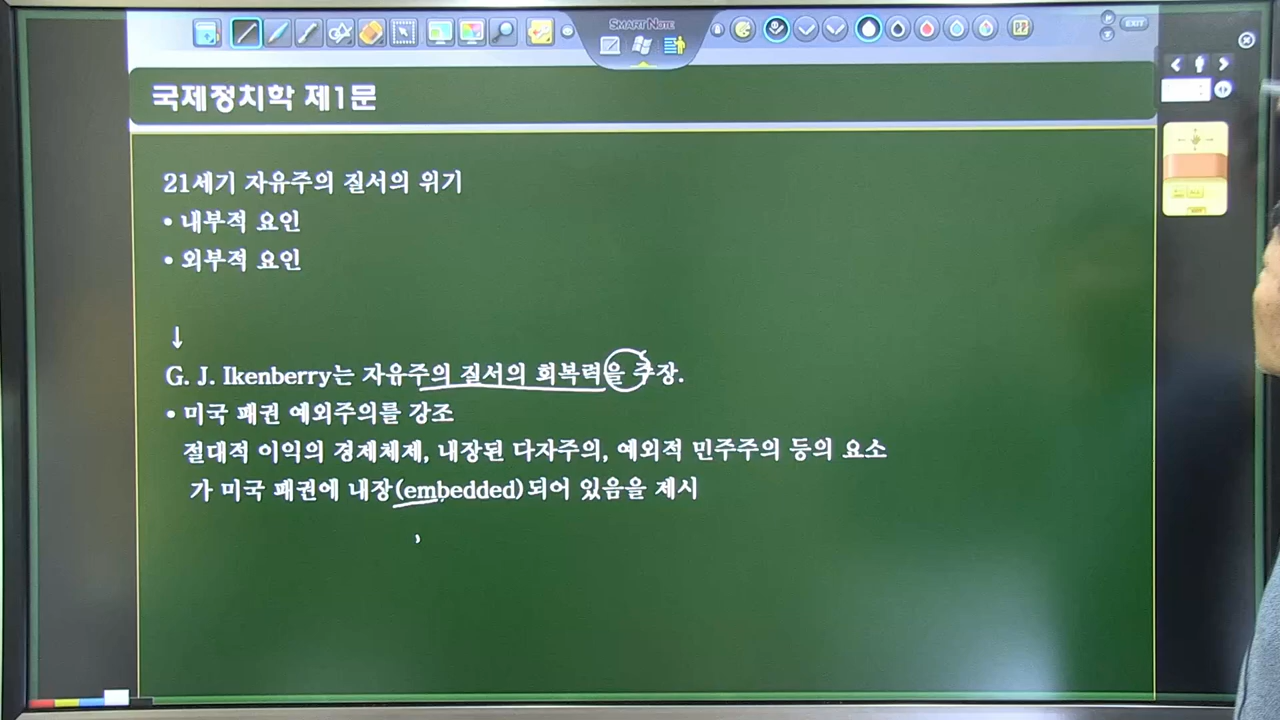 SMART NOTE
EXIT
국제정치학 제1문
21세기 자유주의 질서의 위기
• 내부적 요인
• 외부적 요인
↓
G. J. Ikenberry는 자유주의 질서의 회복력을 주장.
• 미국 패권 예외주의를 강조
절대적 이익의 경제체제, 내장된 다자주의, 예외적 민주주의 등의 요소
가 미국 패권에 내장(embedded)되어 있음을 제시